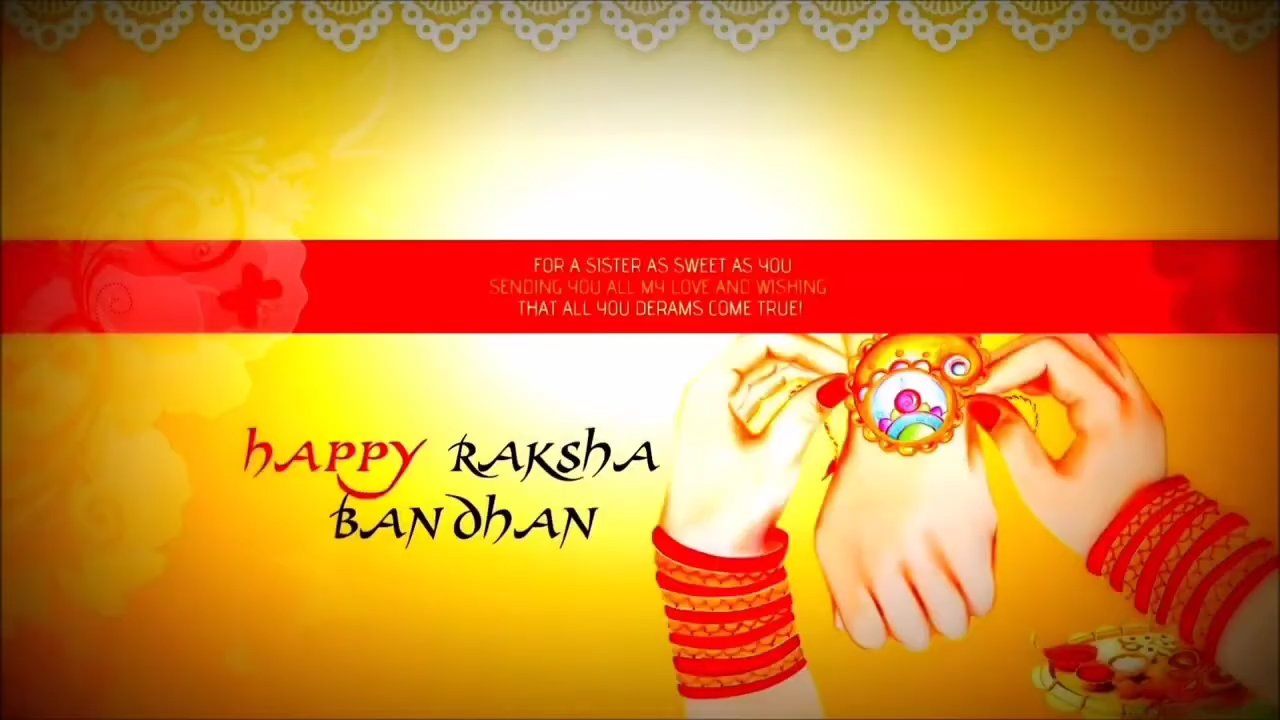 FOR A SISTER AS SWEET AS YOU
SENDING YOU ALL MY LOVE AND WISHING
THAT ALL YOU DERAMS COME TRUE!
HAPPY RAKSHA
BANDHAN